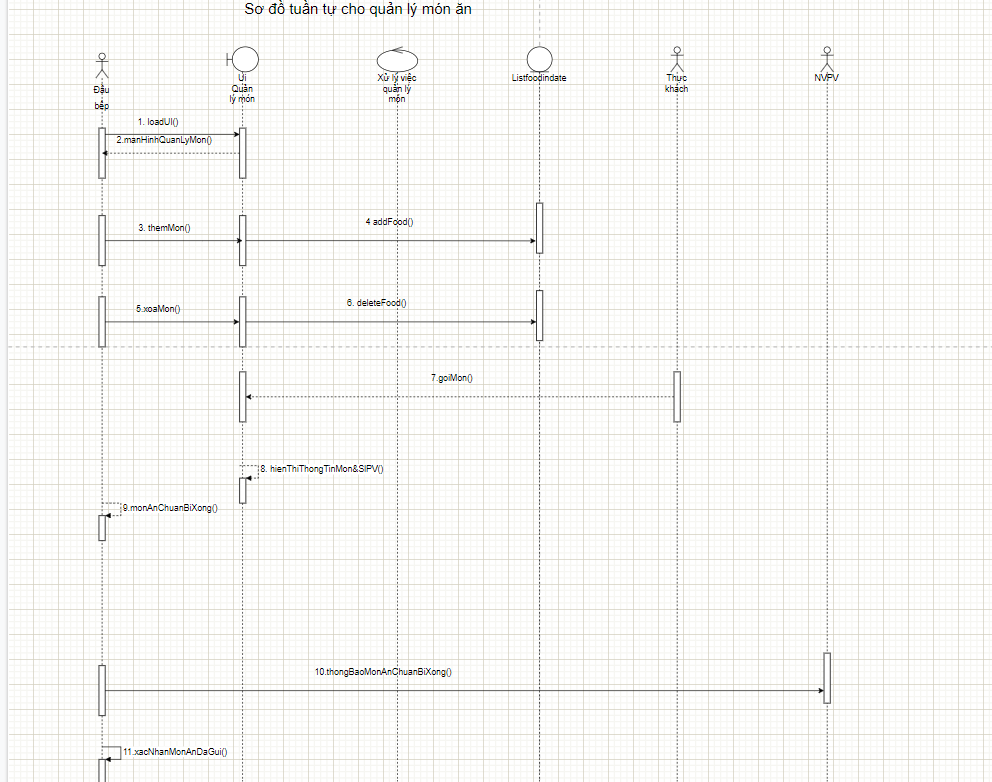 Sơ đồ tuần tự cho quản lý món ăn
Đầu
bếp
Ui
Quản
lý món
Xử lý việc
quản lý
món
Listfoodindate
Thực
khách
NVPV
1. loadUI()
2.manHinhQuanLyMon()
3. themMon()
4 addFood()
5.xoaMon()
6. deleteFood()
7.goiMon()
8. hienThiThongTinMon&SlPV()
9.monAnChuanBiXong()
10.thongBaoMonAnChuanBiXong()
11.xacNhanMonAnDaGui()